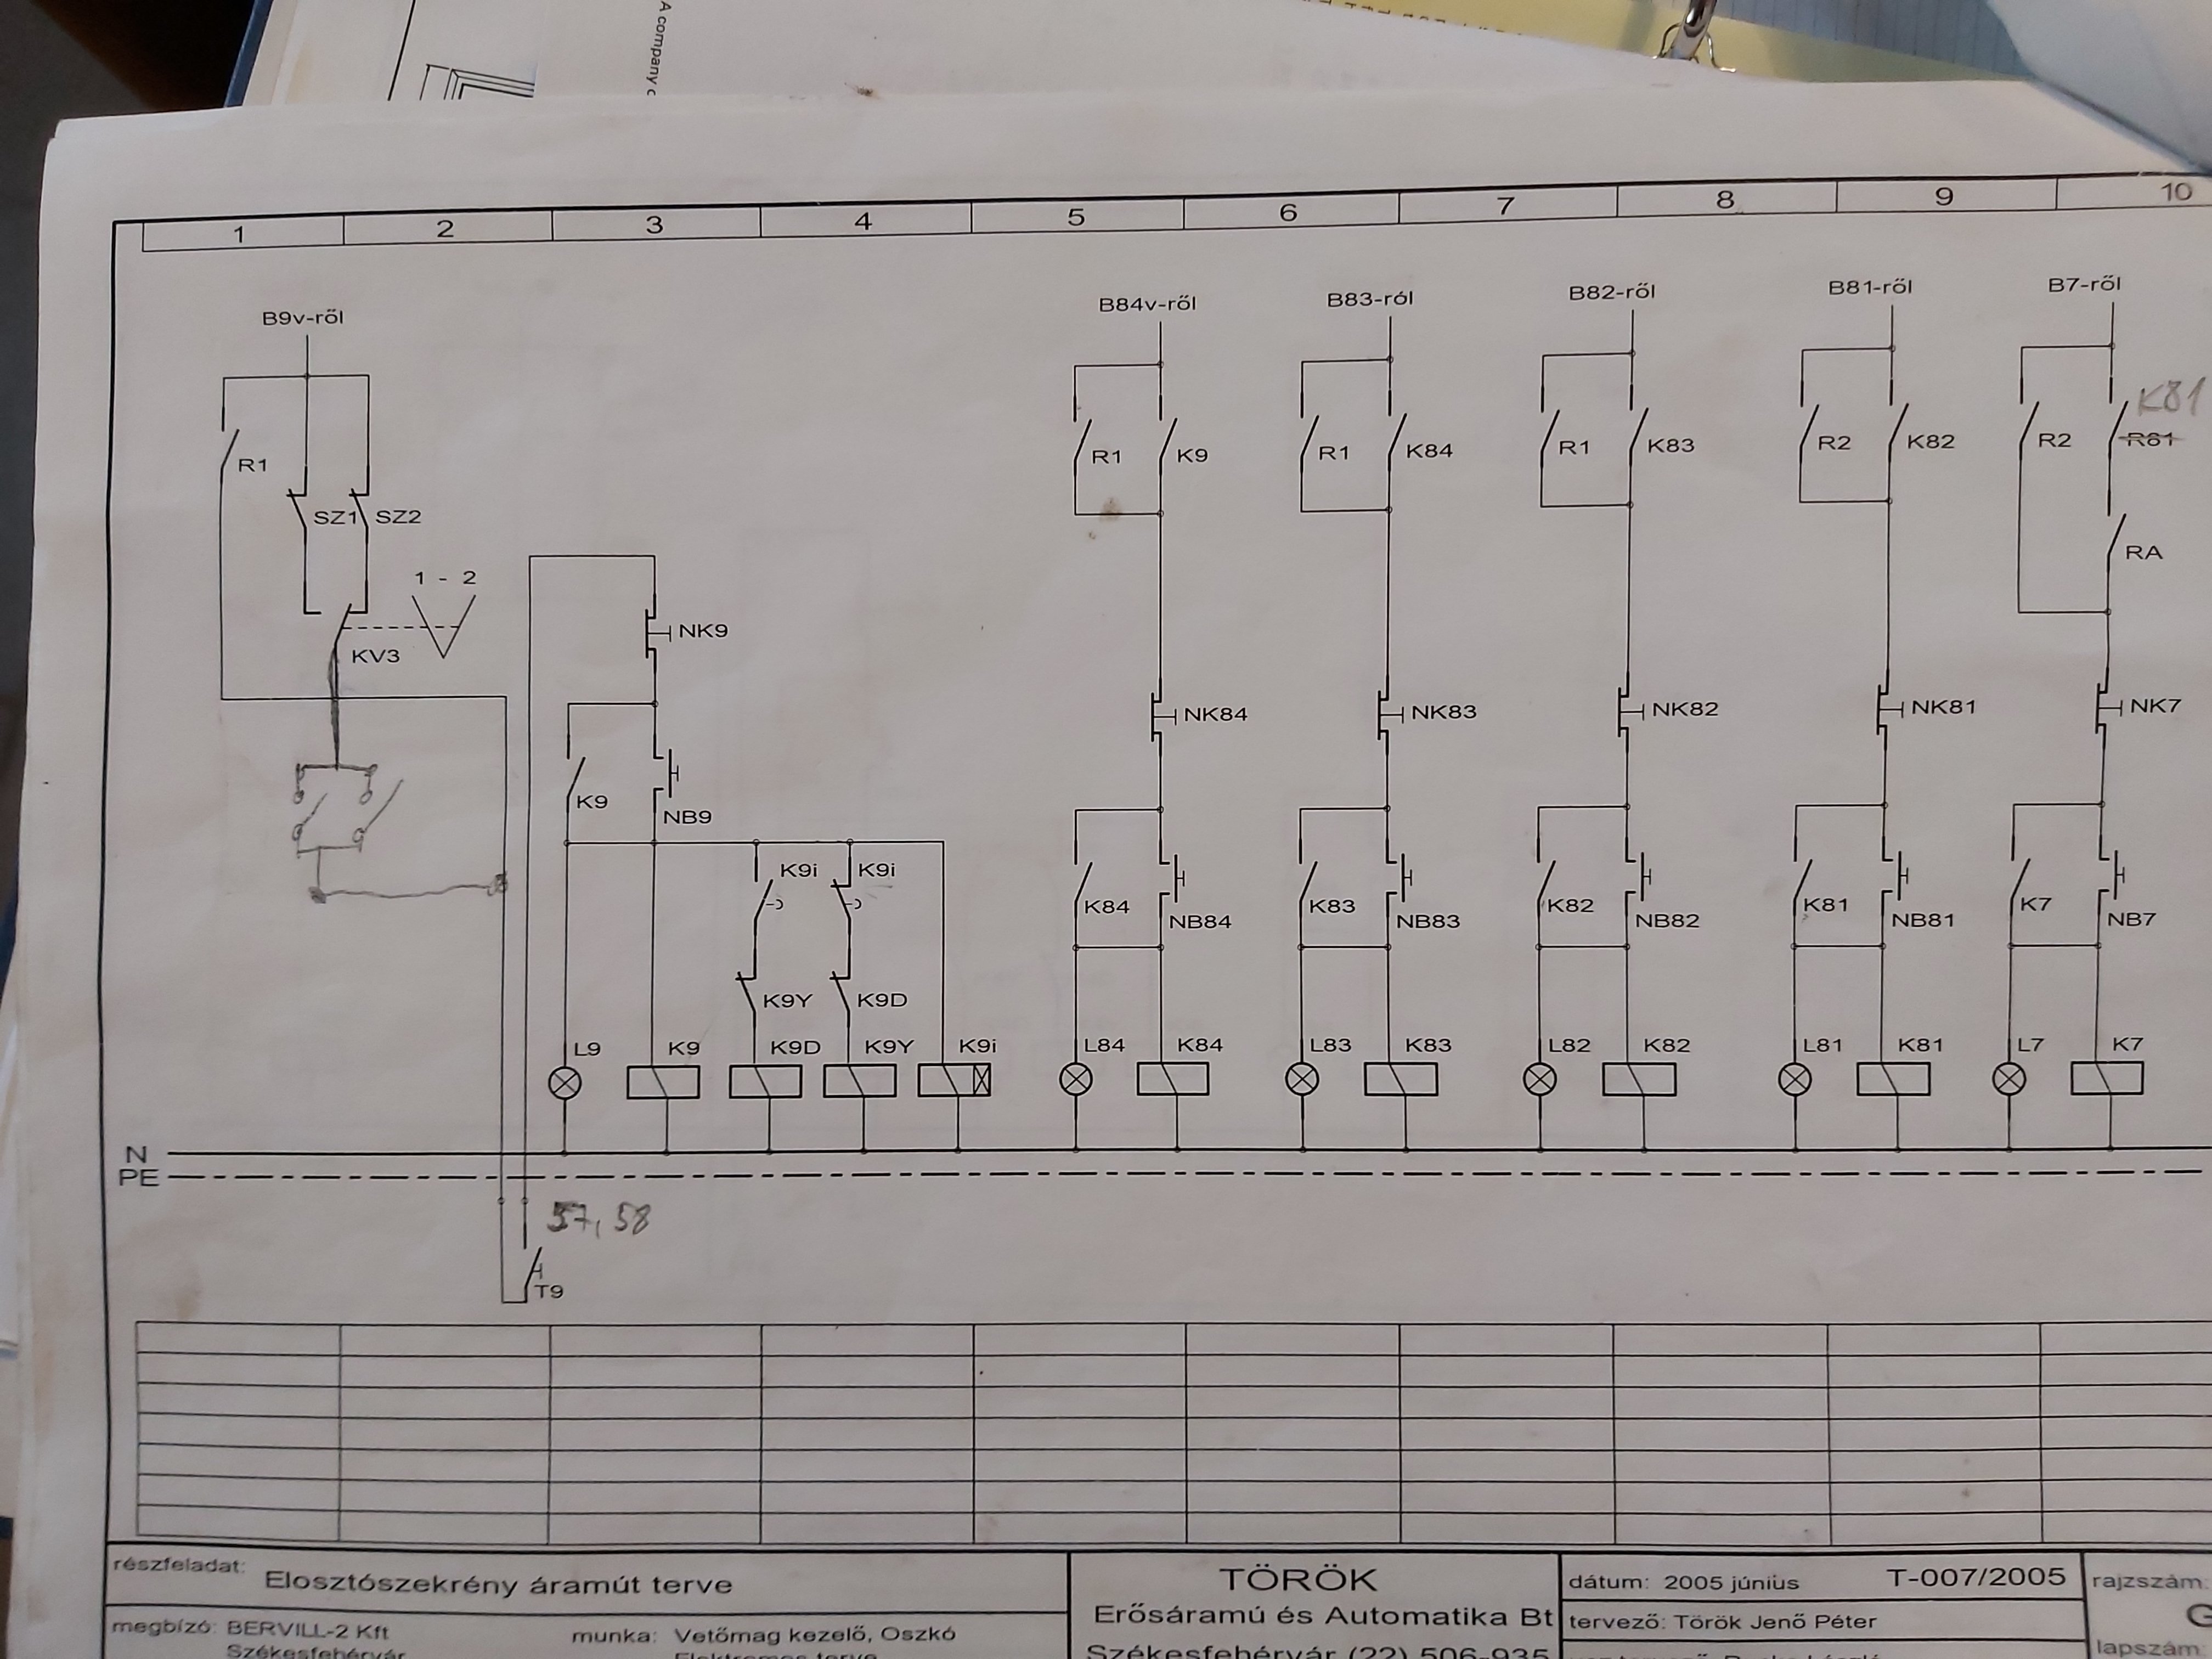 A company
1 2 3 4 5 6 7 8 9 10
B9v-ről
B84v-ről
B83-ról
B82-ről
B81-ről
B7-ről
K81
R1
R1 K9
R1 K84
R1 K83
R2 K82
R2 R81
SZ1 SZ2
RA
1 - 2
KV3
NK9
NK84
NK83
NK82
NK81
NK7
K9
NB9
K9i K9i
K84
NB84
K83
NB83
K82
NB82
K81
NB81
K7
NB7
K9Y K9D
L9 K9 K9D K9Y K9i L84 K84 L83 K83 L82 K82 L81 K81 L7 K7
N
PE
57, 58
T9
részfeladat: Elosztószekrény áramút terve
megbízó: BERVILL-2 Kft
Székesfehérvár
munka: Vetőmag kezelő, Oszkó
TÖRÖK
Erősáramú és Automatika Bt
Székesfehérvár (22) 506-935
dátum: 2005 június T-007/2005
tervező: Török Jenő Péter
rajzszám:
G
lapszám: